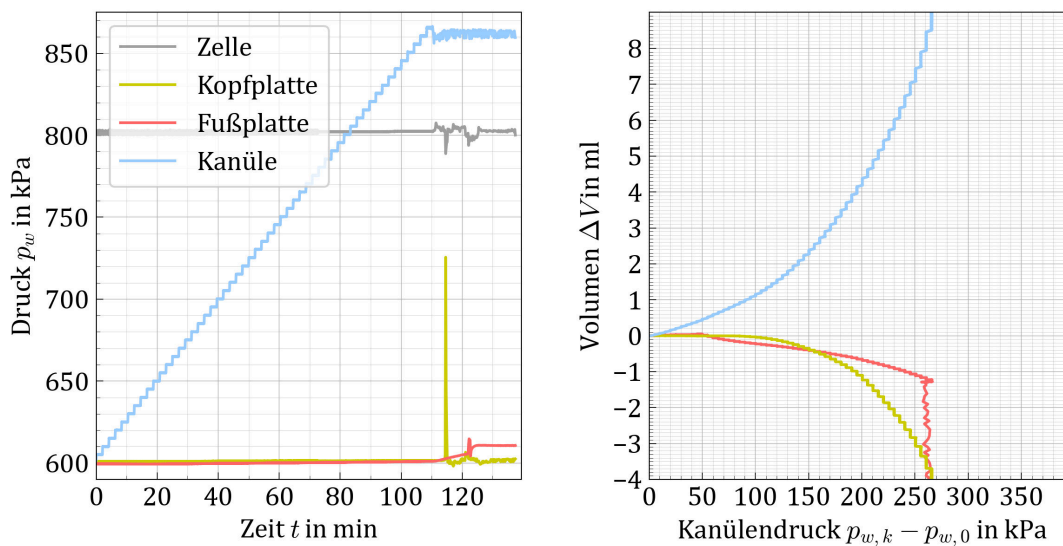 850
800
750
700
650
600
Druck p_w in kPa
Zelle
Kopfplatte
Fußplatte
Kanüle
0 20 40 60 80 100 120
Zeit t in min
8
7
6
5
4
3
2
1
0
−1
−2
−3
−4
Volumen ΔV in ml
0 50 100 150 200 250 300 350
Kanülendruck p_{w,k} − p_{w,0} in kPa